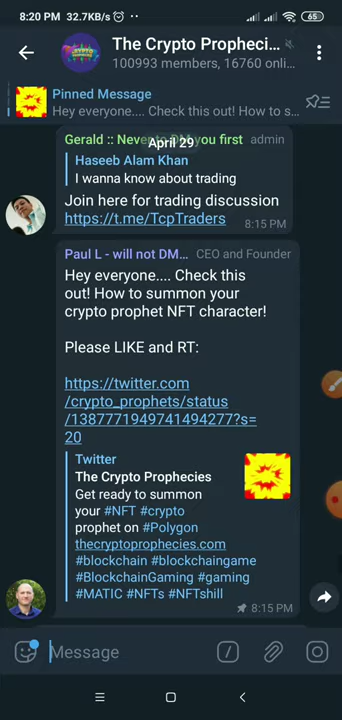 8:20 PM 32.7KB/s
65
The Crypto Propheci...
100993 members, 16760 onli...
Pinned Message
Hey everyone.... Check this out! How to s...
Gerald :: Never to DM you first admin
April 29
Haseeb Alam Khan
I wanna know about trading
Join here for trading discussion
https://t.me/TcpTraders
8:15 PM
Paul L - will not DM... CEO and Founder
Hey everyone.... Check this
out! How to summon your
crypto prophet NFT character!
Please LIKE and RT:
https://twitter.com
/crypto_prophets/status
/1387771949741494277?s=
20
Twitter
The Crypto Prophecies
Get ready to summon
your #NFT #crypto
prophet on #Polygon
thecryptoprophecies.com
#blockchain #blockchaingame
#BlockchainGaming #gaming
#MATIC #NFTs #NFTshill
8:15 PM
Message